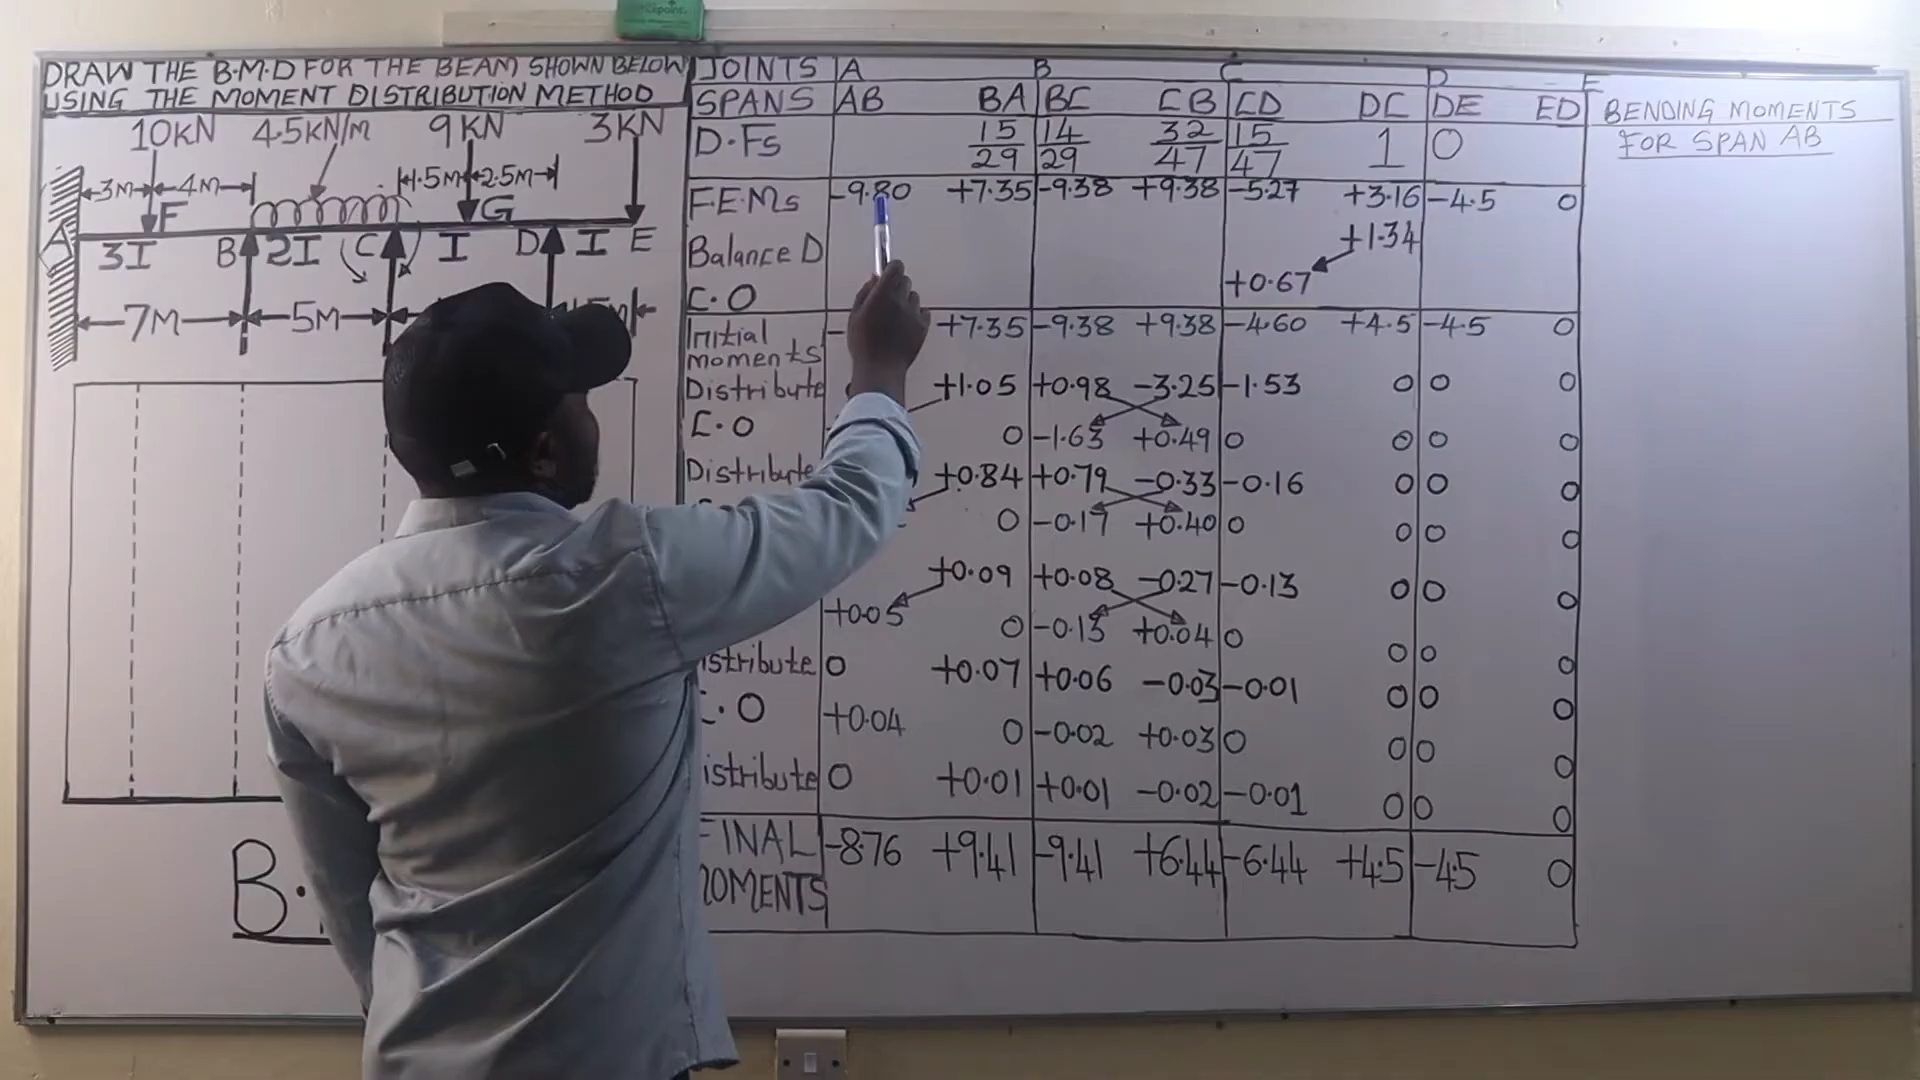 DRAW THE B.M.D FOR THE BEAM SHOWN BELOW
USING THE MOMENT DISTRIBUTION METHOD
10KN 4.5KN/m 9KN 3KN
3M 4M 1.5M 2.5M
F G
A B C D E
3I 2I I I
7M 5M
B.
JOINTS A B C D E
SPANS AB BA BC CB CD DC DE ED
D.Fs 15/29 14/29 32/47 15/47 1 0
F.E.Ms -9.80 +7.35 -9.38 +9.38 -5.27 +3.16 -4.5 0
Balance D +1.34
C.O +0.67
Initial moments - +7.35 -9.38 +9.38 -4.60 +4.5 -4.5 0
Distribute +1.05 +0.98 -3.25 -1.53 0 0 0
C.O 0 -1.63 +0.49 0 0 0 0
Distribute +0.84 +0.79 -0.33 -0.16 0 0 0
0 -0.17 +0.40 0 0 0 0
+0.09 +0.08 -0.27 -0.13 0 0 0
+0.05 0 -0.13 +0.04 0 0 0 0
istribute 0 +0.07 +0.06 -0.03 -0.01 0 0 0
C.O +0.04 0 -0.02 +0.03 0 0 0 0
istribute 0 +0.01 +0.01 -0.02 -0.01 0 0 0
FINAL MOMENTS -8.76 +9.41 -9.41 +6.44 -6.44 +4.5 -4.5 0
BENDING MOMENTS
FOR SPAN AB